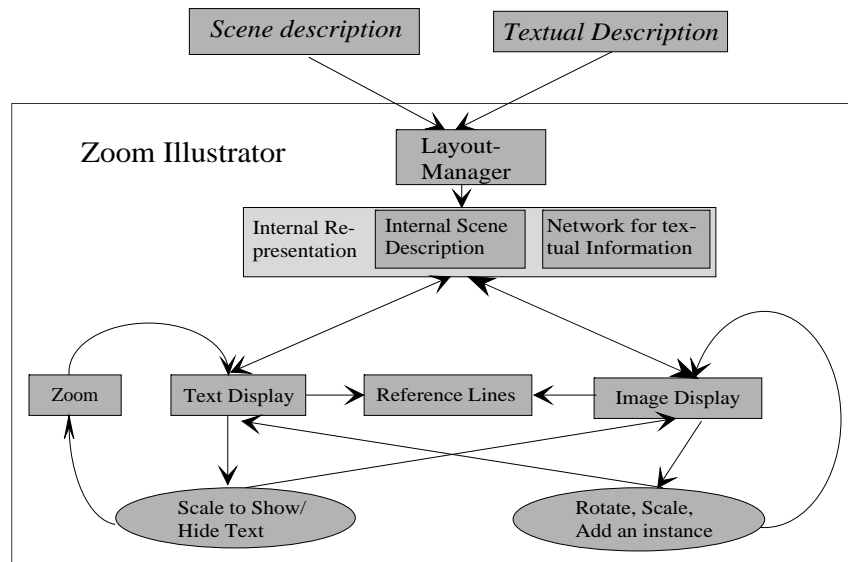 Scene description
Textual Description
Zoom Illustrator
Layout-
Manager
Internal Re-
presentation
Internal Scene
Description
Network for tex-
tual Information
Zoom
Text Display
Reference Lines
Image Display
Scale to Show/
Hide Text
Rotate, Scale,
Add an instance